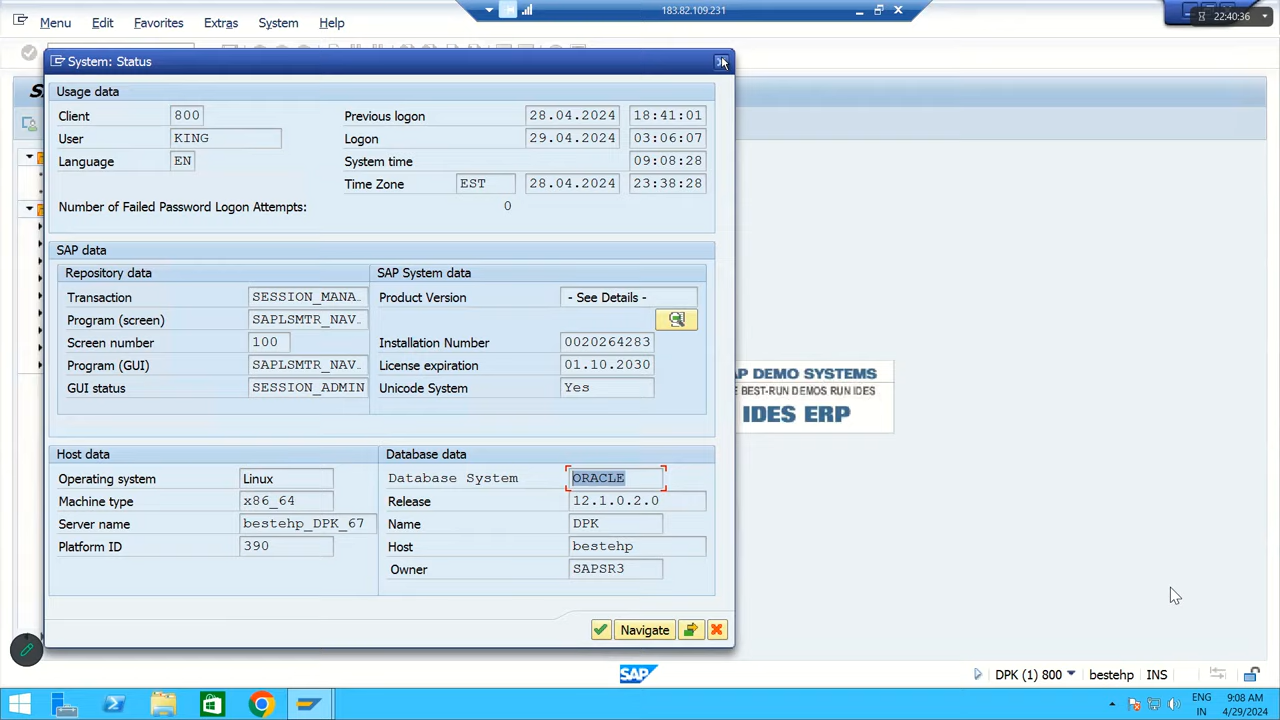 Menu Edit Favorites Extras System Help
183.82.109.231
22:40:36
System: Status
Usage data
Client 800 Previous logon 28.04.2024 18:41:01
User KING Logon 29.04.2024 03:06:07
Language EN System time 09:08:28
Time Zone EST 28.04.2024 23:38:28
Number of Failed Password Logon Attempts: 0
SAP data
Repository data SAP System data
Transaction SESSION_MANA. Product Version - See Details -
Program (screen) SAPLSMTR_NAV.
Screen number 100 Installation Number 0020264283
Program (GUI) SAPLSMTR_NAV. License expiration 01.10.2030
GUI status SESSION_ADMIN Unicode System Yes
AP DEMO SYSTEMS
E BEST-RUN DEMOS RUN IDES
IDES ERP
Host data Database data
Operating system Linux Database System ORACLE
Machine type x86_64 Release 12.1.0.2.0
Server name bestehp_DPK_67 Name DPK
Platform ID 390 Host bestehp
Owner SAPSR3
Navigate
SAP
DPK (1) 800 bestehp INS
ENG 9:08 AM
IN 4/29/2024